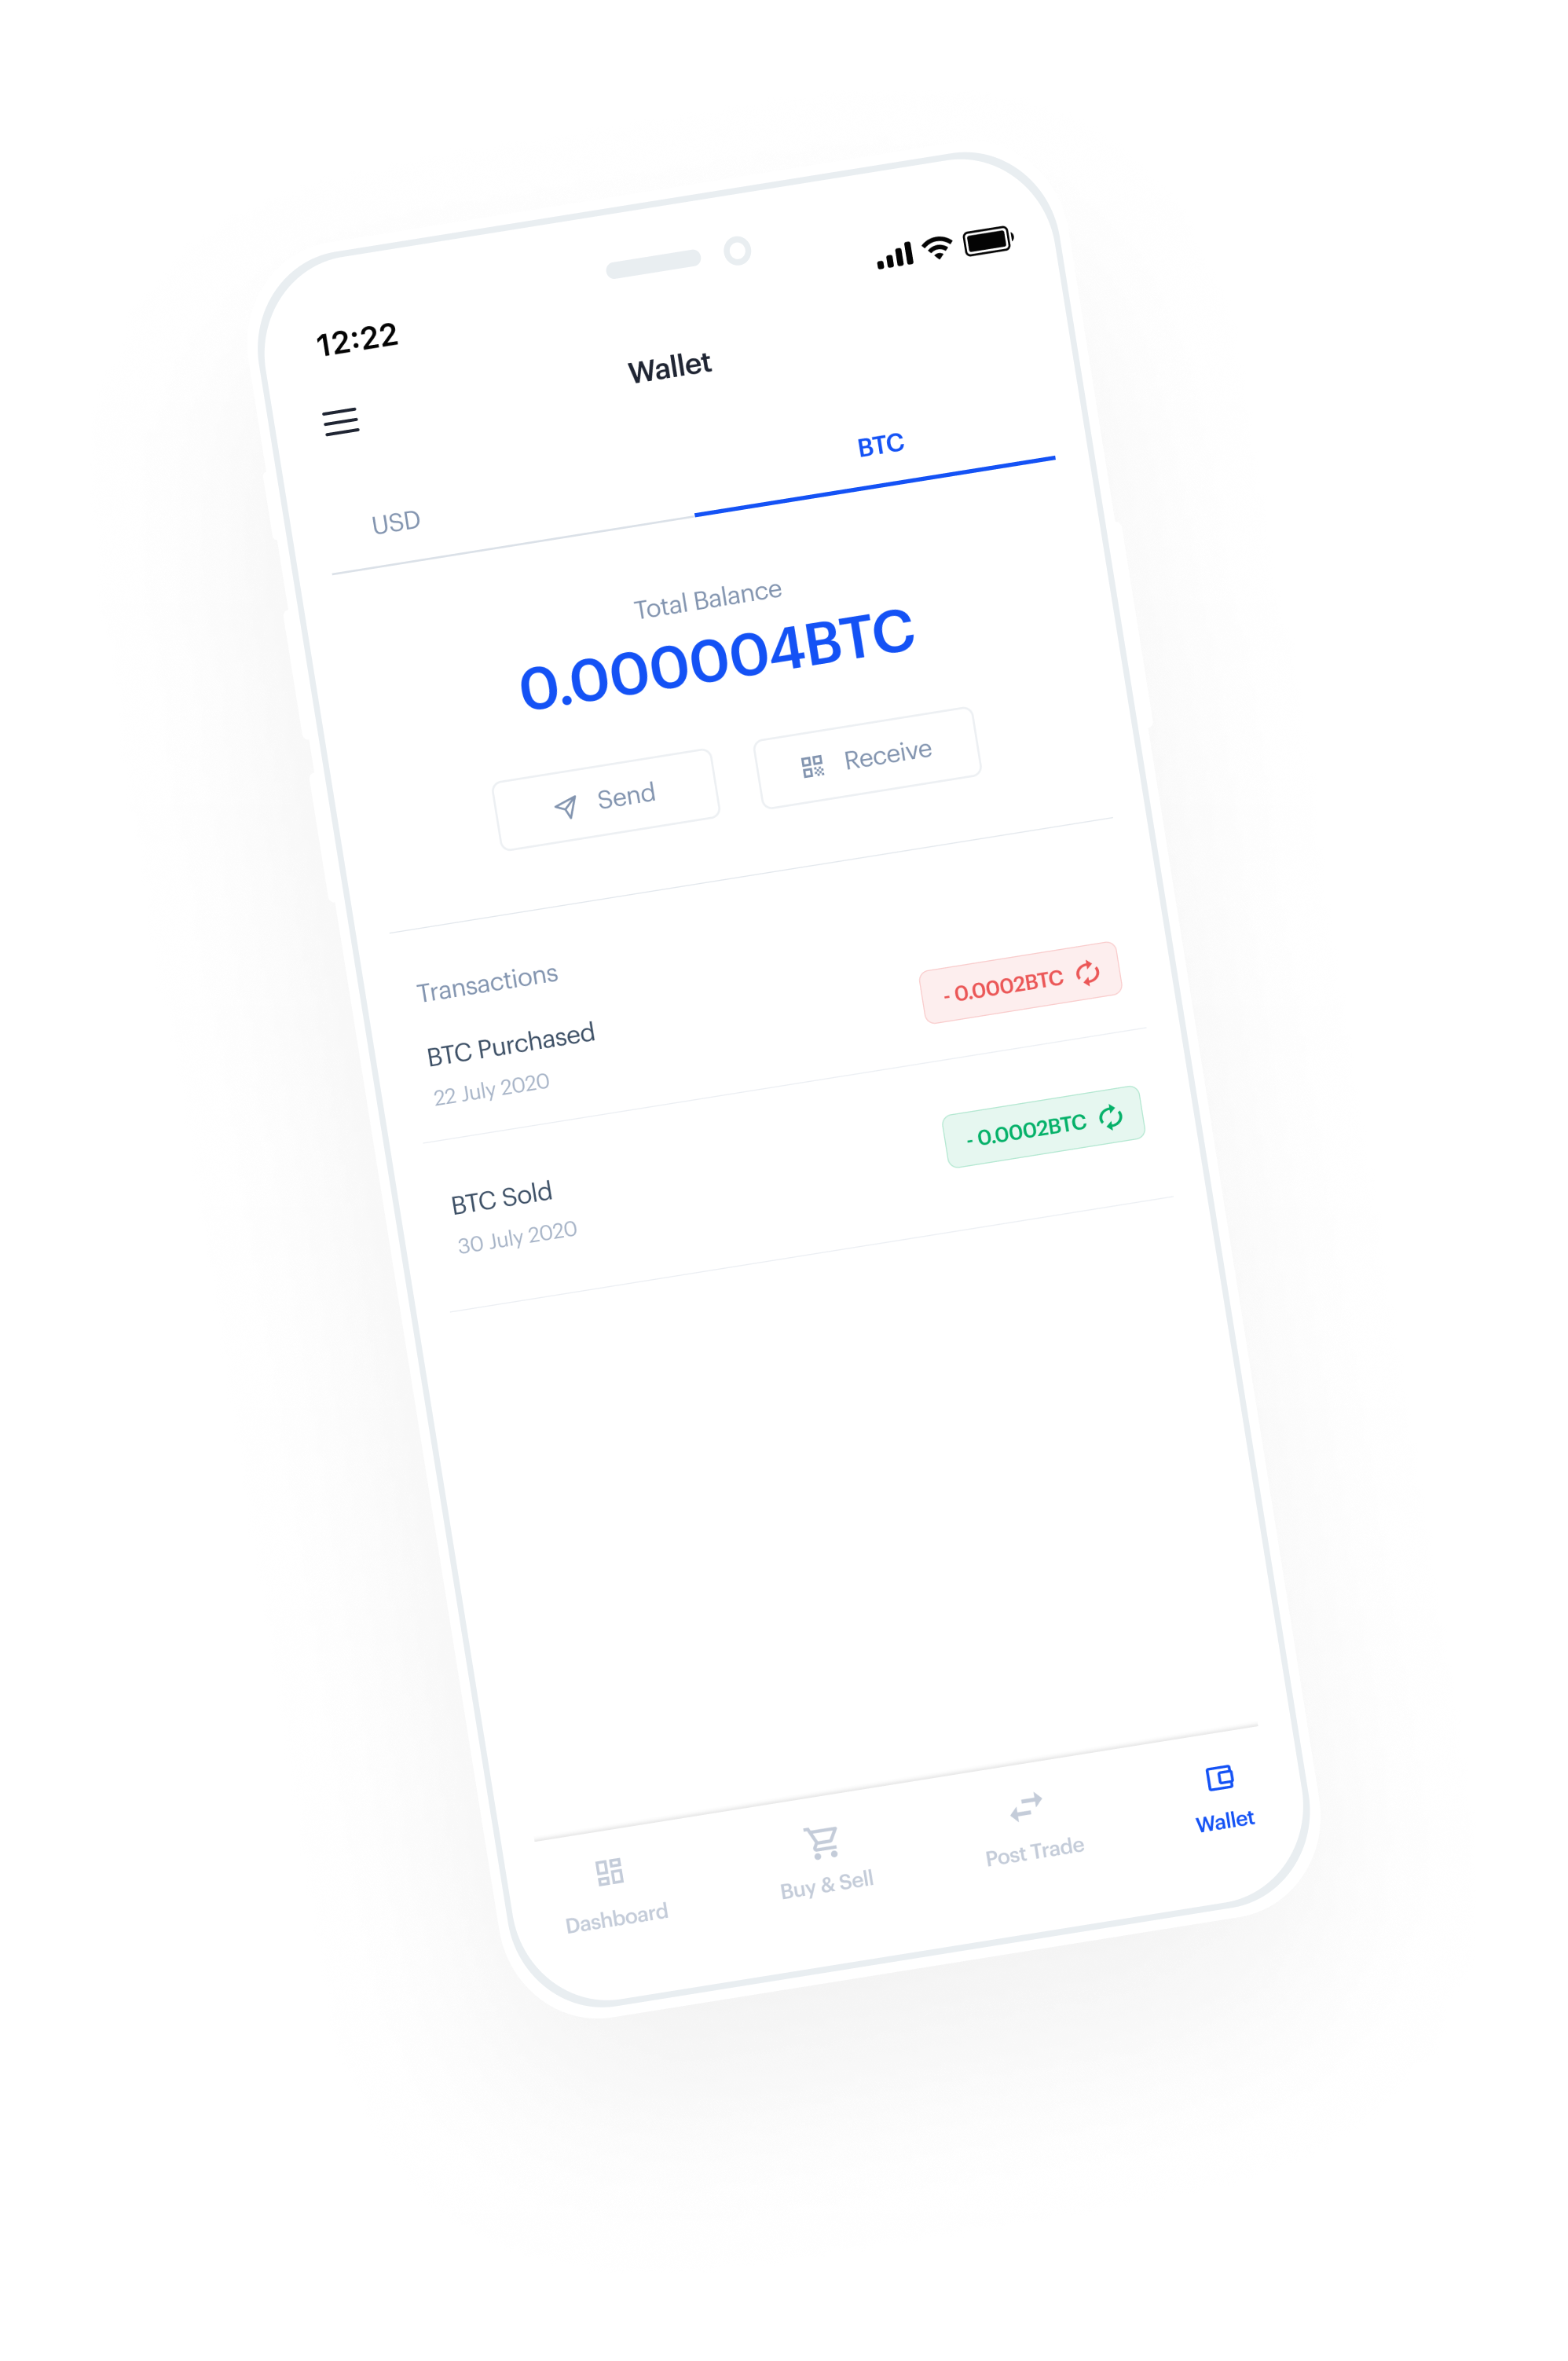 12:22
Wallet
USD
BTC
Total Balance
0.000004BTC
Send
Receive
Transactions
BTC Purchased
- 0.0002BTC
22 July 2020
BTC Sold
- 0.0002BTC
30 July 2020
Dashboard
Buy & Sell
Post Trade
Wallet